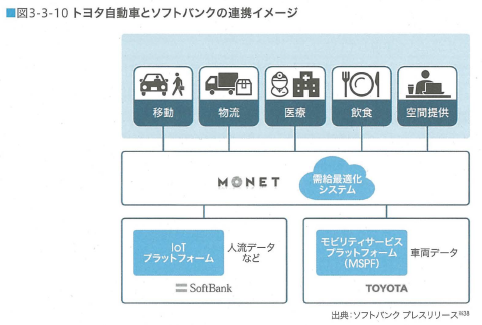 ■図3-3-10 トヨタ自動車とソフトバンクの連携イメージ
移動
物流
医療
飲食
空間提供
MONET
需給最適化
システム
IoT
プラットフォーム
人流データ
など
SoftBank
モビリティサービス
プラットフォーム
(MSPF)
車両データ
TOYOTA
出典:ソフトバンク プレスリリース※38